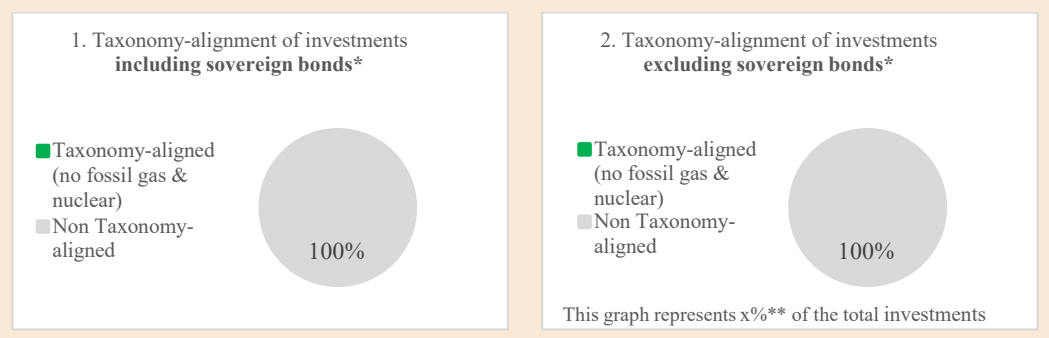 1. Taxonomy-alignment of investments
including sovereign bonds*
Taxonomy-aligned
(no fossil gas &
nuclear)
Non Taxonomy-
aligned
100%
2. Taxonomy-alignment of investments
excluding sovereign bonds*
Taxonomy-aligned
(no fossil gas &
nuclear)
Non Taxonomy-
aligned
100%
This graph represents x%** of the total investments